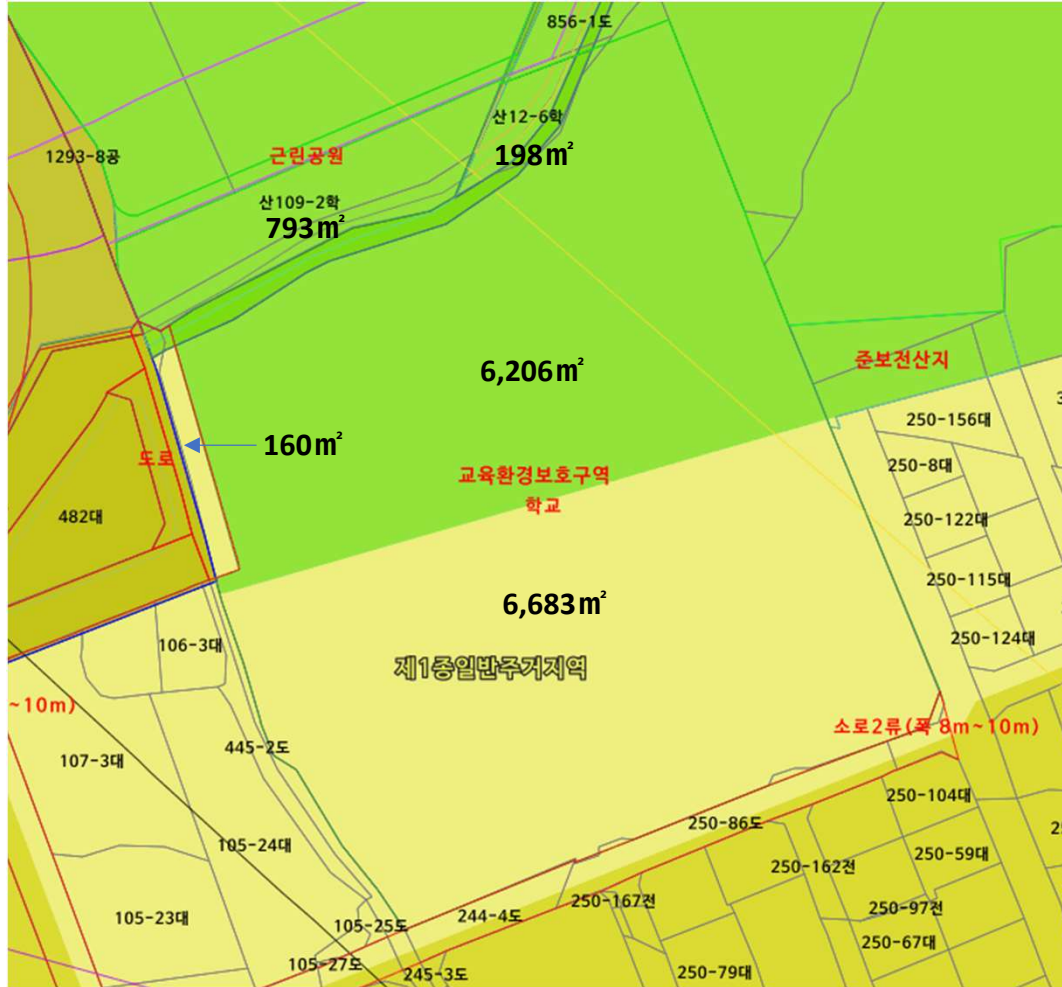 856-1도
산12-6학
198㎡
1293-8공
근린공원
산109-2학
793㎡
6,206㎡
준보전산지
160㎡
도로
교육환경보호구역
학교
250-156대
250-8대
482대
250-122대
250-115대
6,683㎡
250-124대
106-3대
제1종일반주거지역
~10m)
소로2류(폭 8m~10m)
445-2도
107-3대
250-104대
250-86도
105-24대
250-59대
250-162전
250-167전
250-97전
105-23대
244-4도
105-25도
250-67대
105-27도
245-3도
250-79대